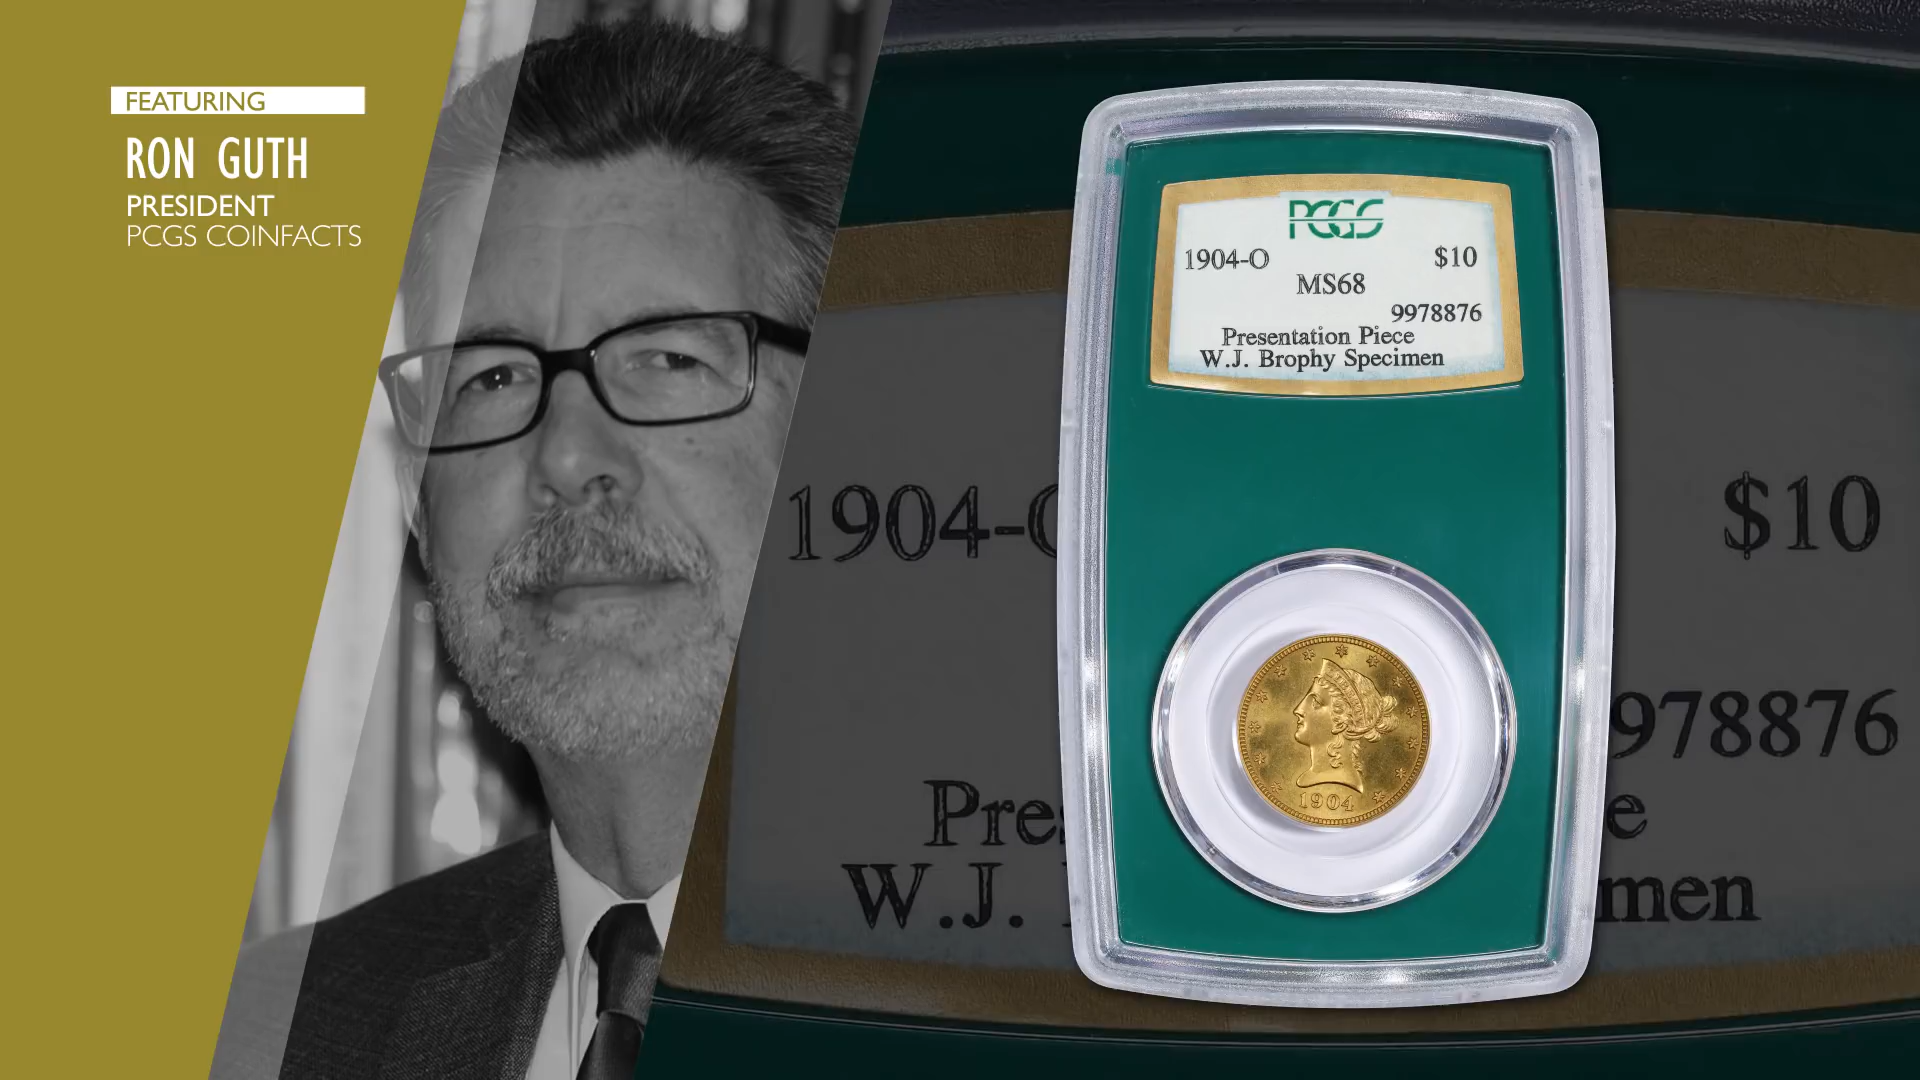 FEATURING
RON GUTH
PRESIDENT
PCGS COINFACTS
PCGS
1904-O $10
MS68
9978876
Presentation Piece
W.J. Brophy Specimen
1904
1904-O $10
978876
Pres e
W.J. men